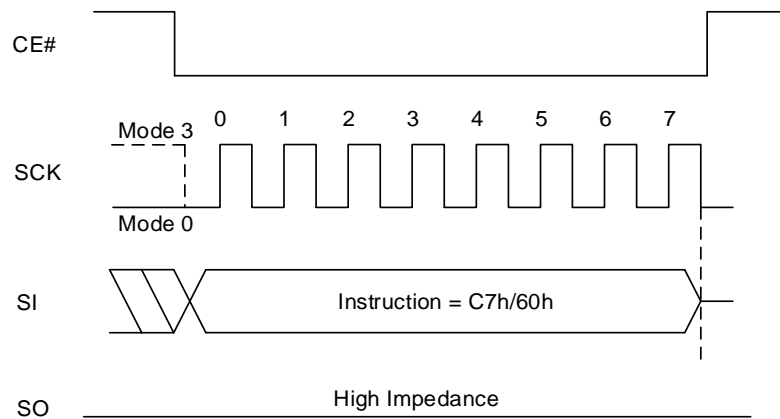 CE#
0 1 2 3 4 5 6 7
Mode 3
SCK
Mode 0
SI
Instruction = C7h/60h
High Impedance
SO